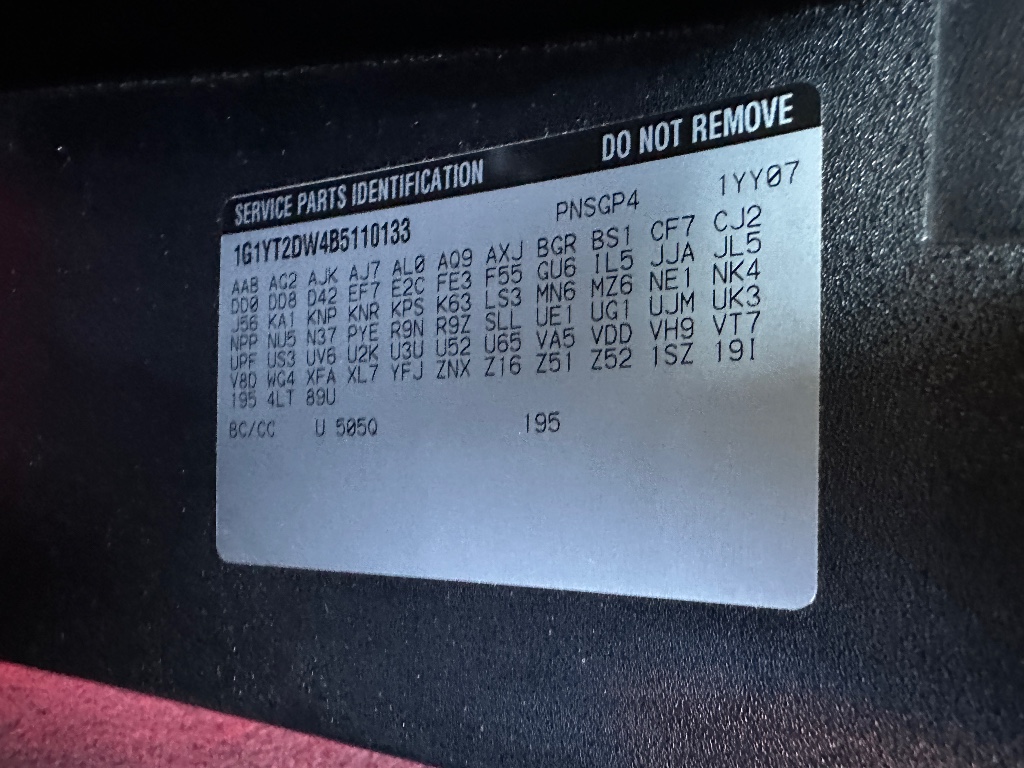 SERVICE PARTS IDENTIFICATION DO NOT REMOVE
1G1YT2DW4B5110133 PNSGP4 1YY07
AAB AG2 AJK AJ7 AL0 AQ9 AXJ BGR BS1 CF7 CJ2
DD0 DD8 D42 EF7 E2C FE3 F55 GU6 IL5 JJA JL5
J56 KA1 KNP KNR KPS K63 LS3 MN6 MZ6 NE1 NK4
NPP NU5 N37 PYE R9N R9Z SLL UE1 UG1 UJM UK3
UPF US3 UV6 U2K U3U U52 U65 VA5 VDD VH9 VT7
V8D WG4 XFA XL7 YFJ ZNX Z16 Z51 Z52 1SZ 19I
195 4LT 89U
BC/CC U 505Q 195